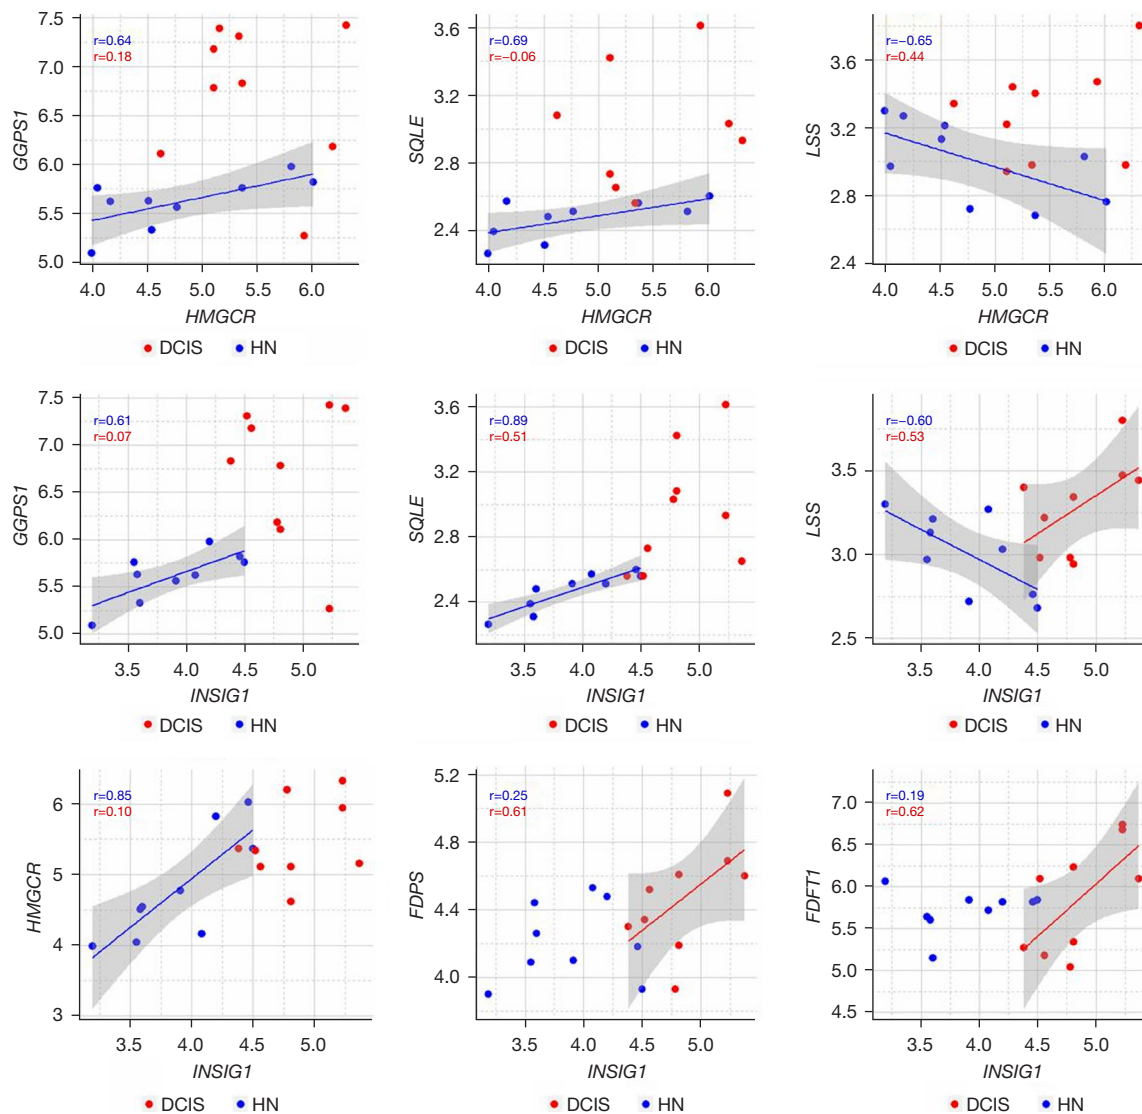 7.5
7.0
6.5
6.0
5.5
5.0
GGPS1
r=0.64
r=0.18
4.0 4.5 5.0 5.5 6.0
HMGCR
DCIS HN
3.6
3.2
2.8
2.4
SQLE
r=0.69
r=−0.06
4.0 4.5 5.0 5.5 6.0
HMGCR
DCIS HN
3.6
3.2
2.8
2.4
LSS
r=−0.65
r=0.44
4.0 4.5 5.0 5.5 6.0
HMGCR
DCIS HN
7.5
7.0
6.5
6.0
5.5
5.0
GGPS1
r=0.61
r=0.07
3.5 4.0 4.5 5.0
INSIG1
DCIS HN
3.6
3.2
2.8
2.4
SQLE
r=0.89
r=0.51
3.5 4.0 4.5 5.0
INSIG1
DCIS HN
3.5
3.0
2.5
LSS
r=−0.60
r=0.53
3.5 4.0 4.5 5.0
INSIG1
DCIS HN
6
5
4
3
HMGCR
r=0.85
r=0.10
3.5 4.0 4.5 5.0
INSIG1
DCIS HN
5.2
4.8
4.4
4.0
FDPS
r=0.25
r=0.61
3.5 4.0 4.5 5.0
INSIG1
DCIS HN
7.0
6.5
6.0
5.5
5.0
4.5
FDFT1
r=0.19
r=0.62
3.5 4.0 4.5 5.0
INSIG1
DCIS HN